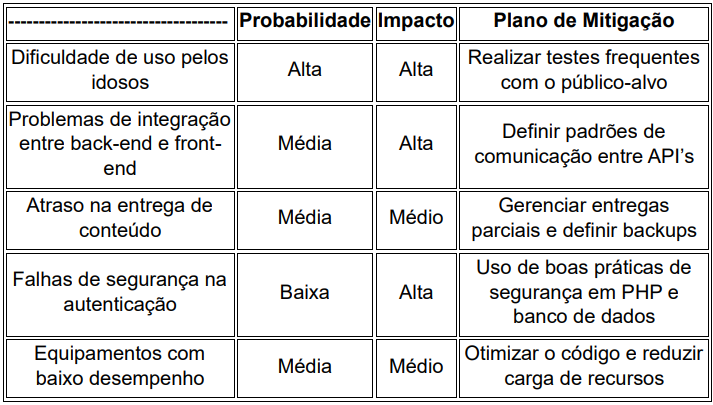 ------------------------------------ Probabilidade Impacto Plano de Mitigação
Dificuldade de uso pelos
idosos
Alta
Alta
Realizar testes frequentes
com o público-alvo
Problemas de integração
entre back-end e front-
end
Média
Alta
Definir padrões de
comunicação entre API's
Atraso na entrega de
conteúdo
Média
Médio
Gerenciar entregas
parciais e definir backups
Falhas de segurança na
autenticação
Baixa
Alta
Uso de boas práticas de
segurança em PHP e
banco de dados
Equipamentos com
baixo desempenho
Média
Médio
Otimizar o código e reduzir
carga de recursos